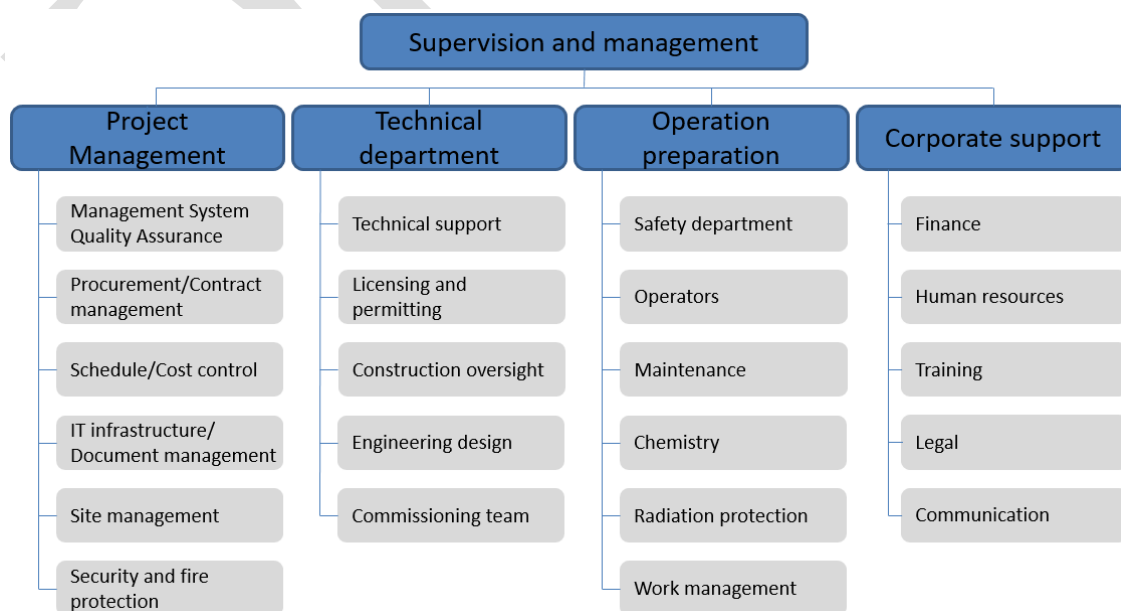 Supervision and management
Project
Management
Technical
department
Operation
preparation
Corporate support
Management System
Quality Assurance
Procurement/Contract
management
Schedule/Cost control
IT infrastructure/
Document management
Site management
Security and fire
protection
Technical support
Licensing and
permitting
Construction oversight
Engineering design
Commissioning team
Safety department
Operators
Maintenance
Chemistry
Radiation protection
Work management
Finance
Human resources
Training
Legal
Communication